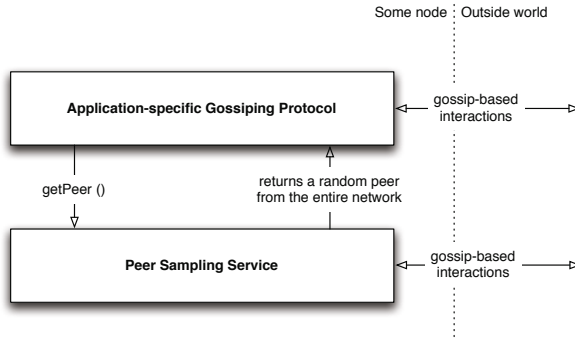 Some node
Outside world
Application-specific Gossiping Protocol
gossip-based
interactions
getPeer ()
returns a random peer
from the entire network
Peer Sampling Service
gossip-based
interactions